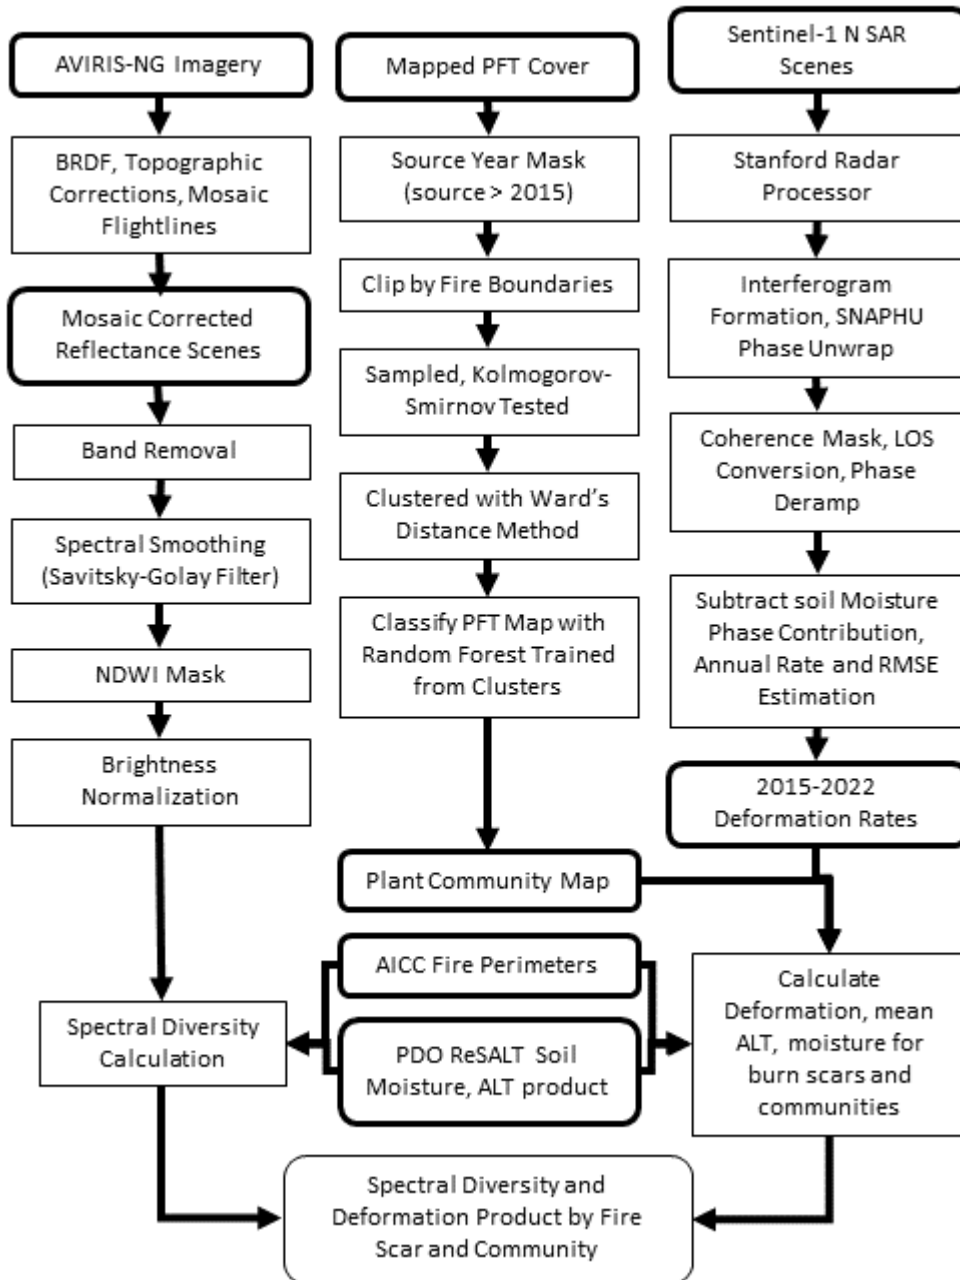 AVIRIS-NG Imagery
BRDF, Topographic
Corrections, Mosaic
Flightlines
Mosaic Corrected
Reflectance Scenes
Band Removal
Spectral Smoothing
(Savitsky-Golay Filter)
NDWI Mask
Brightness
Normalization
Spectral Diversity
Calculation
Mapped PFT Cover
Source Year Mask
(source > 2015)
Clip by Fire Boundaries
Sampled, Kolmogorov-
Smirnov Tested
Clustered with Ward's
Distance Method
Classify PFT Map with
Random Forest Trained
from Clusters
Plant Community Map
AICC Fire Perimeters
PDO ReSALT Soil
Moisture, ALT product
Sentinel-1 N SAR
Scenes
Stanford Radar
Processor
Interferogram
Formation, SNAPHU
Phase Unwrap
Coherence Mask, LOS
Conversion, Phase
Deramp
Subtract soil Moisture
Phase Contribution,
Annual Rate and RMSE
Estimation
2015-2022
Deformation Rates
Calculate
Deformation, mean
ALT, moisture for
burn scars and
communities
Spectral Diversity and
Deformation Product by Fire
Scar and Community